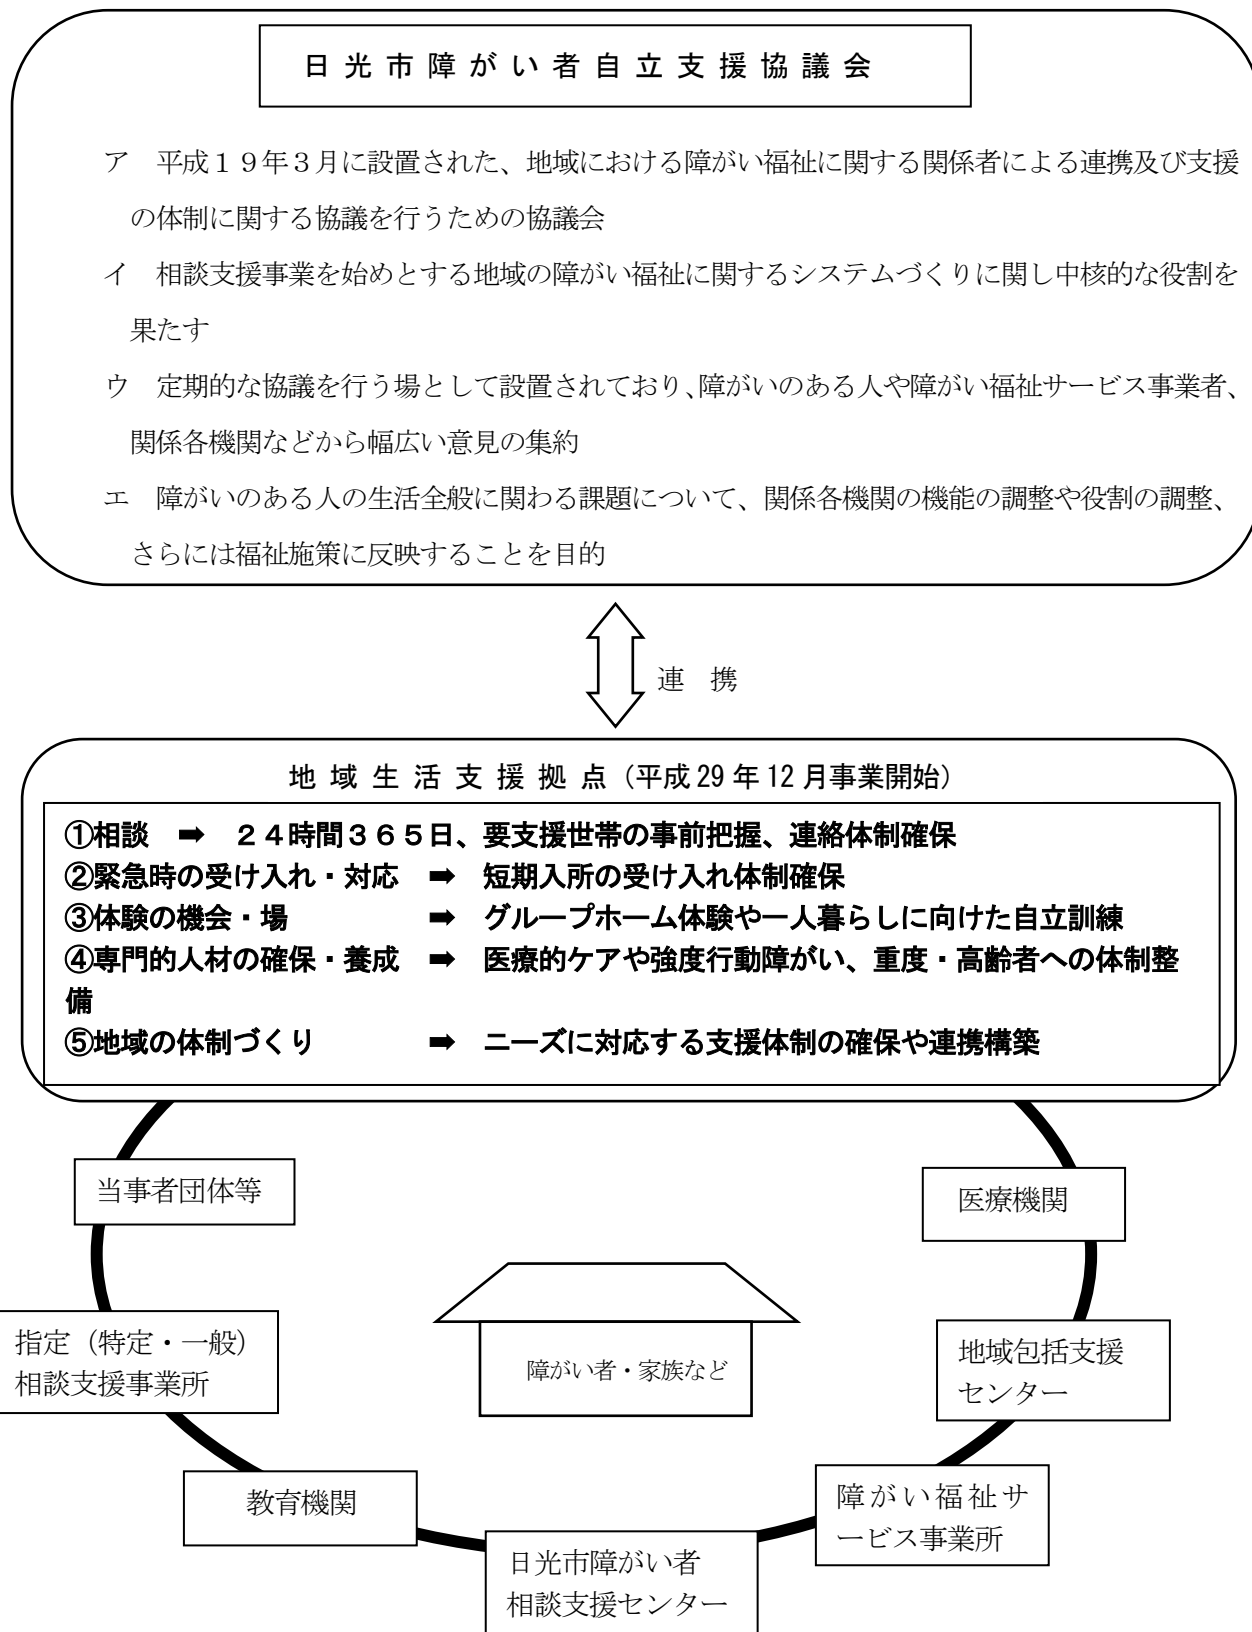 日光市障がい者自立支援協議会
ア　平成１９年３月に設置された、地域における障がい福祉に関する関係者による連携及び支援
の体制に関する協議を行うための協議会
イ　相談支援事業を始めとする地域の障がい福祉に関するシステムづくりに関し中核的な役割を
果たす
ウ　定期的な協議を行う場として設置されており、障がいのある人や障がい福祉サービス事業者、
関係各機関などから幅広い意見の集約
エ　障がいのある人の生活全般に関わる課題について、関係各機関の機能の調整や役割の調整、
さらには福祉施策に反映することを目的
連　携
地域生活支援拠点（平成29年12月事業開始）
①相談　➡　２４時間３６５日、要支援世帯の事前把握、連絡体制確保
②緊急時の受け入れ・対応　➡　短期入所の受け入れ体制確保
③体験の機会・場　➡　グループホーム体験や一人暮らしに向けた自立訓練
④専門的人材の確保・養成　➡　医療的ケアや強度行動障がい、重度・高齢者への体制整
備
⑤地域の体制づくり　➡　ニーズに対応する支援体制の確保や連携構築
当事者団体等
医療機関
指定（特定・一般）
相談支援事業所
障がい者・家族など
地域包括支援
センター
教育機関
障がい福祉サ
ービス事業所
日光市障がい者
相談支援センター